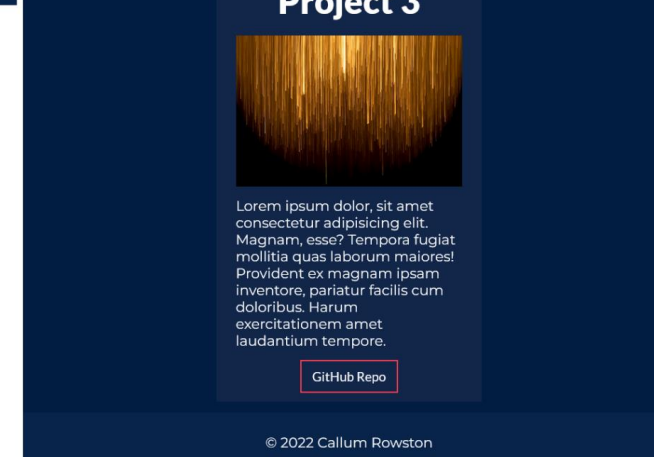 Project 3
Lorem ipsum dolor, sit amet
consectetur adipisicing elit.
Magnam, esse? Tempora fugiat
mollitia quas laborum maiores!
Provident ex magnam ipsam
inventore, pariatur facilis cum
doloribus. Harum
exercitationem amet
laudantium tempore.
GitHub Repo
© 2022 Callum Rowston